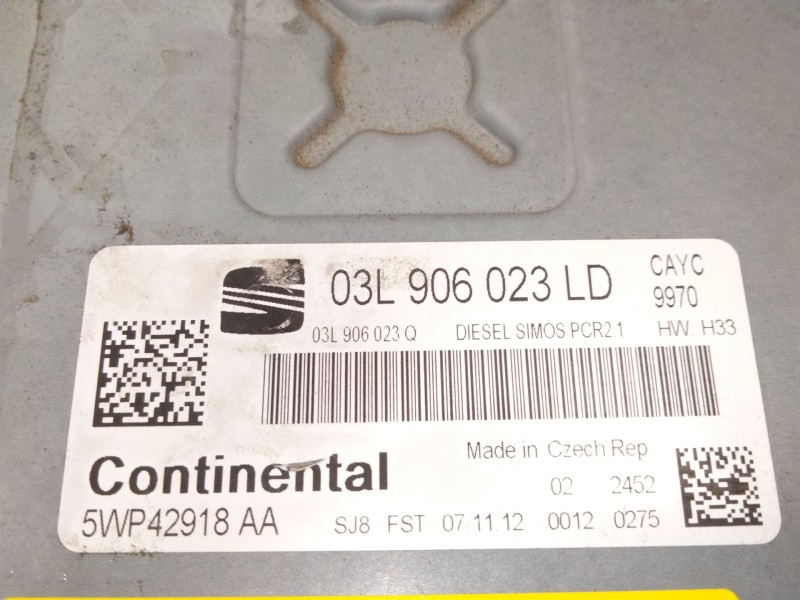 03L 906 023 LD CAYC
9970
03L 906 023 Q DIESEL SIMOS PCR2 1 HW. H33
Made in Czech Rep
Continental
02 2452
5WP42918 AA SJ8 FST 07.11.12 0012 0275